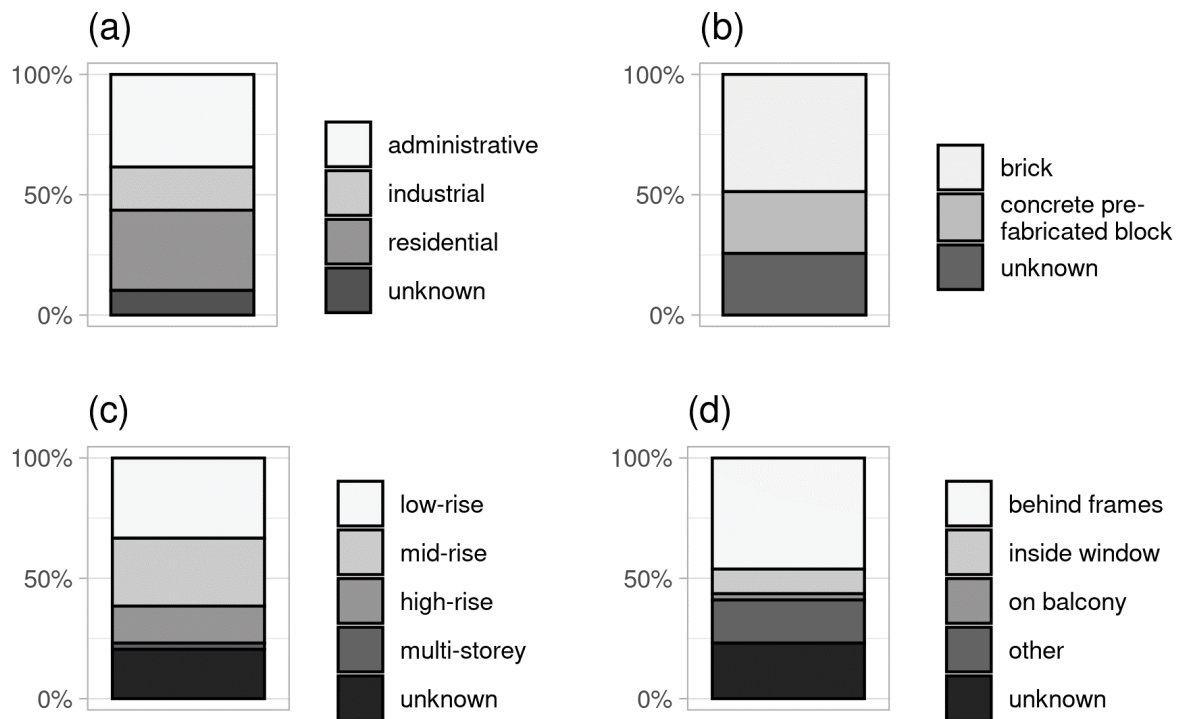 (a)
100%
50%
0%
administrative
industrial
residential
unknown
(b)
100%
50%
0%
brick
concrete pre-
fabricated block
unknown
(c)
100%
50%
0%
low-rise
mid-rise
high-rise
multi-storey
unknown
(d)
100%
50%
0%
behind frames
inside window
on balcony
other
unknown